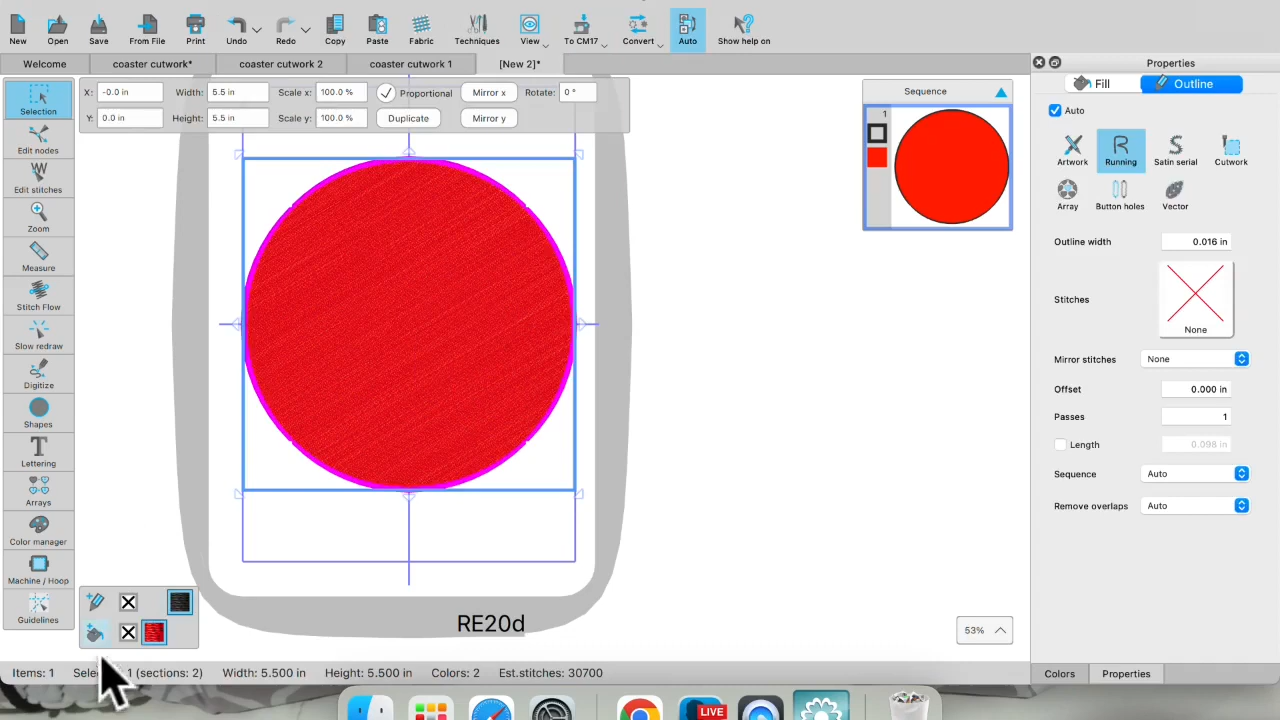 New Open Save From File Print Undo Redo Copy Paste Fabric Techniques View To CM17 Convert Auto Show help on
Welcome coaster cutwork* coaster cutwork 2 coaster cutwork 1 [New 2]* Properties
X: -0.0 in Width: 5.5 in Scale x: 100.0 % Proportional Mirror x Rotate: 0 °
Y: 0.0 in Height: 5.5 in Scale y: 100.0 % Duplicate Mirror y
Selection
Edit nodes
Edit stitches
Zoom
Measure
Stitch Flow
Slow redraw
Digitize
Shapes
Lettering
Arrays
Color manager
Machine / Hoop
Guidelines
RE20d
Sequence
1
53%
Fill Outline
Auto
Artwork Running Satin serial Cutwork
Array Button holes Vector
Outline width 0.016 in
Stitches
None
Mirror stitches None
Offset 0.000 in
Passes 1
Length 0.098 in
Sequence Auto
Remove overlaps Auto
Colors Properties
Items: 1 Sele 1 (sections: 2) Width: 5.500 in Height: 5.500 in Colors: 2 Est.stitches: 30700
LIVE